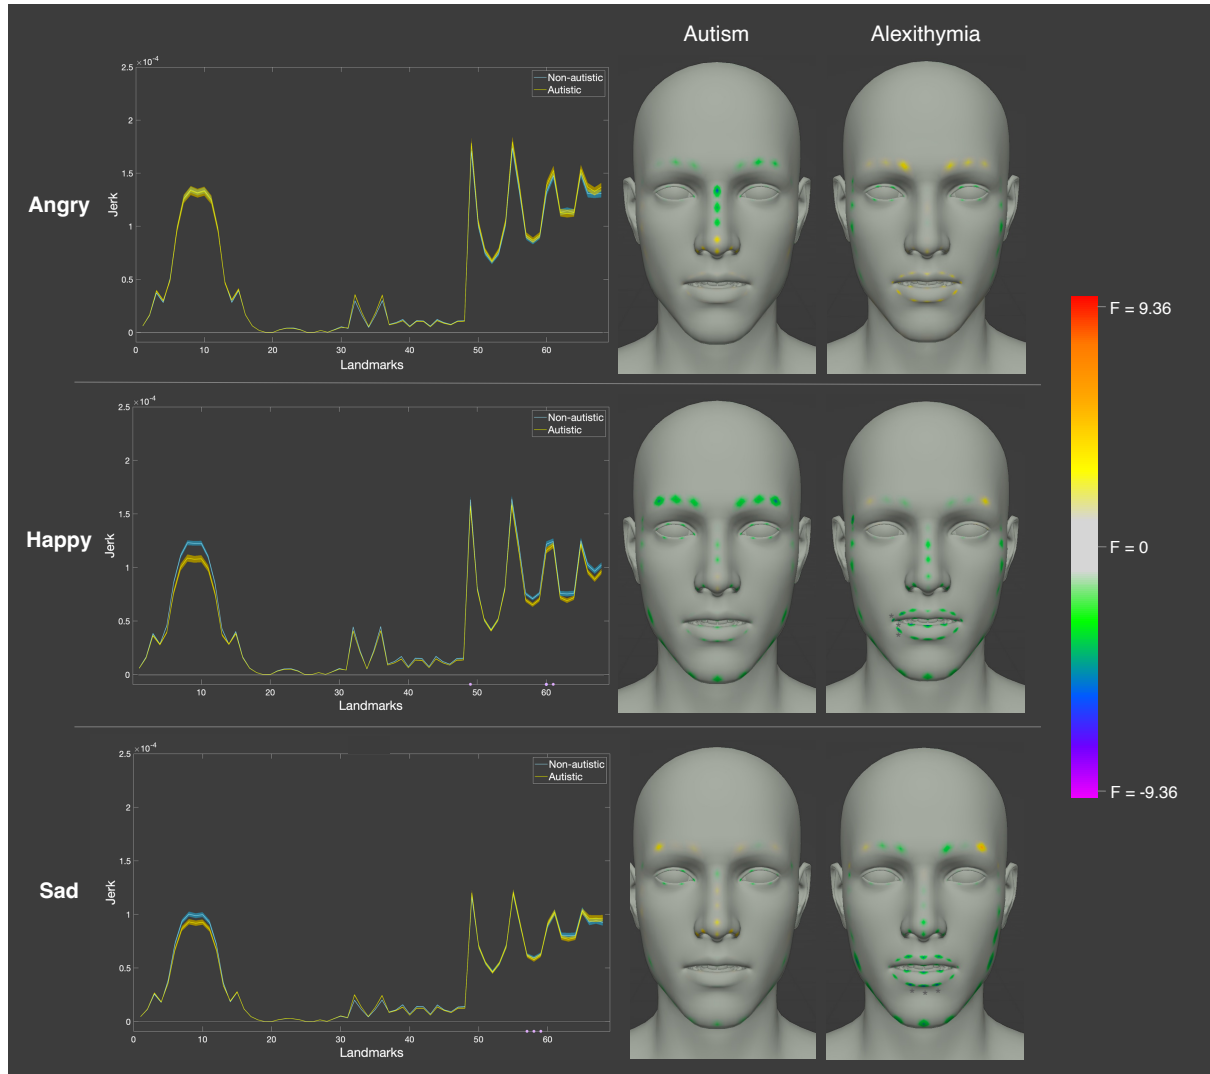 Autism
Alexithymia
×10⁻⁴
Non-autistic
Autistic
2.5
2
1.5
1
0.5
0
Jerk
0 10 20 30 40 50 60
Landmarks
Angry
×10⁻⁴
Non-autistic
Autistic
2.5
2
1.5
1
0.5
0
Jerk
10 20 30 40 50 60
Landmarks
Happy
F = 9.36
F = 0
F = -9.36
×10⁻⁴
Non-autistic
Autistic
2.5
2
1.5
1
0.5
0
Jerk
0 10 20 30 40 50 60
Landmarks
Sad